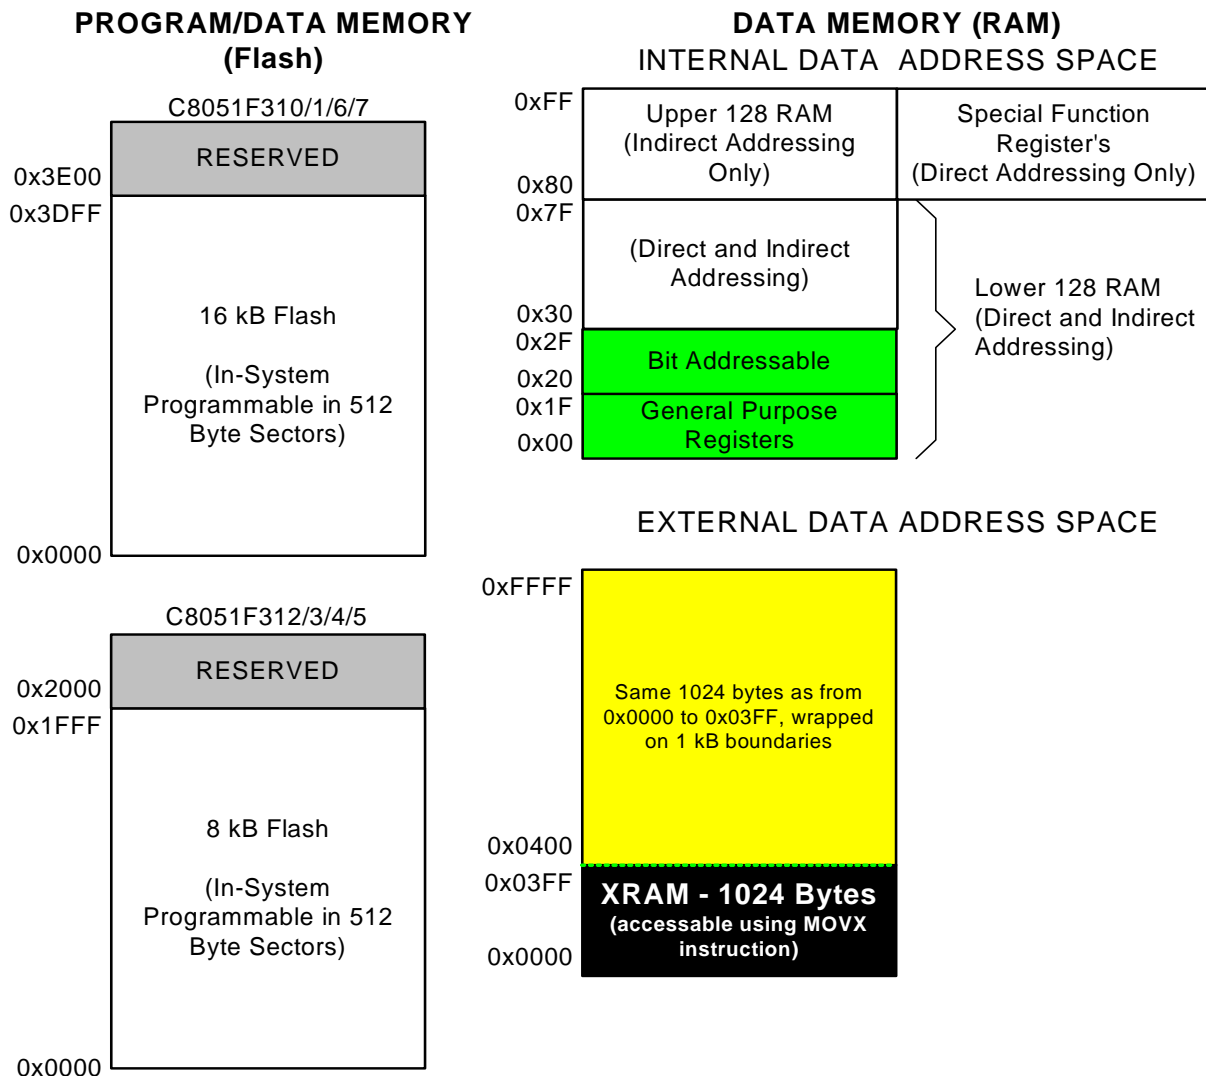 PROGRAM/DATA MEMORY
(Flash)
C8051F310/1/6/7
RESERVED
0x3E00
0x3DFF
16 kB Flash
(In-System
Programmable in 512
Byte Sectors)
0x0000
C8051F312/3/4/5
RESERVED
0x2000
0x1FFF
8 kB Flash
(In-System
Programmable in 512
Byte Sectors)
0x0000
DATA MEMORY (RAM)
INTERNAL DATA ADDRESS SPACE
0xFF
Upper 128 RAM
(Indirect Addressing
Only)
0x80
Special Function
Register's
(Direct Addressing Only)
0x7F
(Direct and Indirect
Addressing)
0x30
Lower 128 RAM
(Direct and Indirect
Addressing)
0x2F
Bit Addressable
0x20
0x1F
General Purpose
Registers
0x00
EXTERNAL DATA ADDRESS SPACE
0xFFFF
Same 1024 bytes as from
0x0000 to 0x03FF, wrapped
on 1 kB boundaries
0x0400
0x03FF
XRAM - 1024 Bytes
(accessable using MOVX
instruction)
0x0000